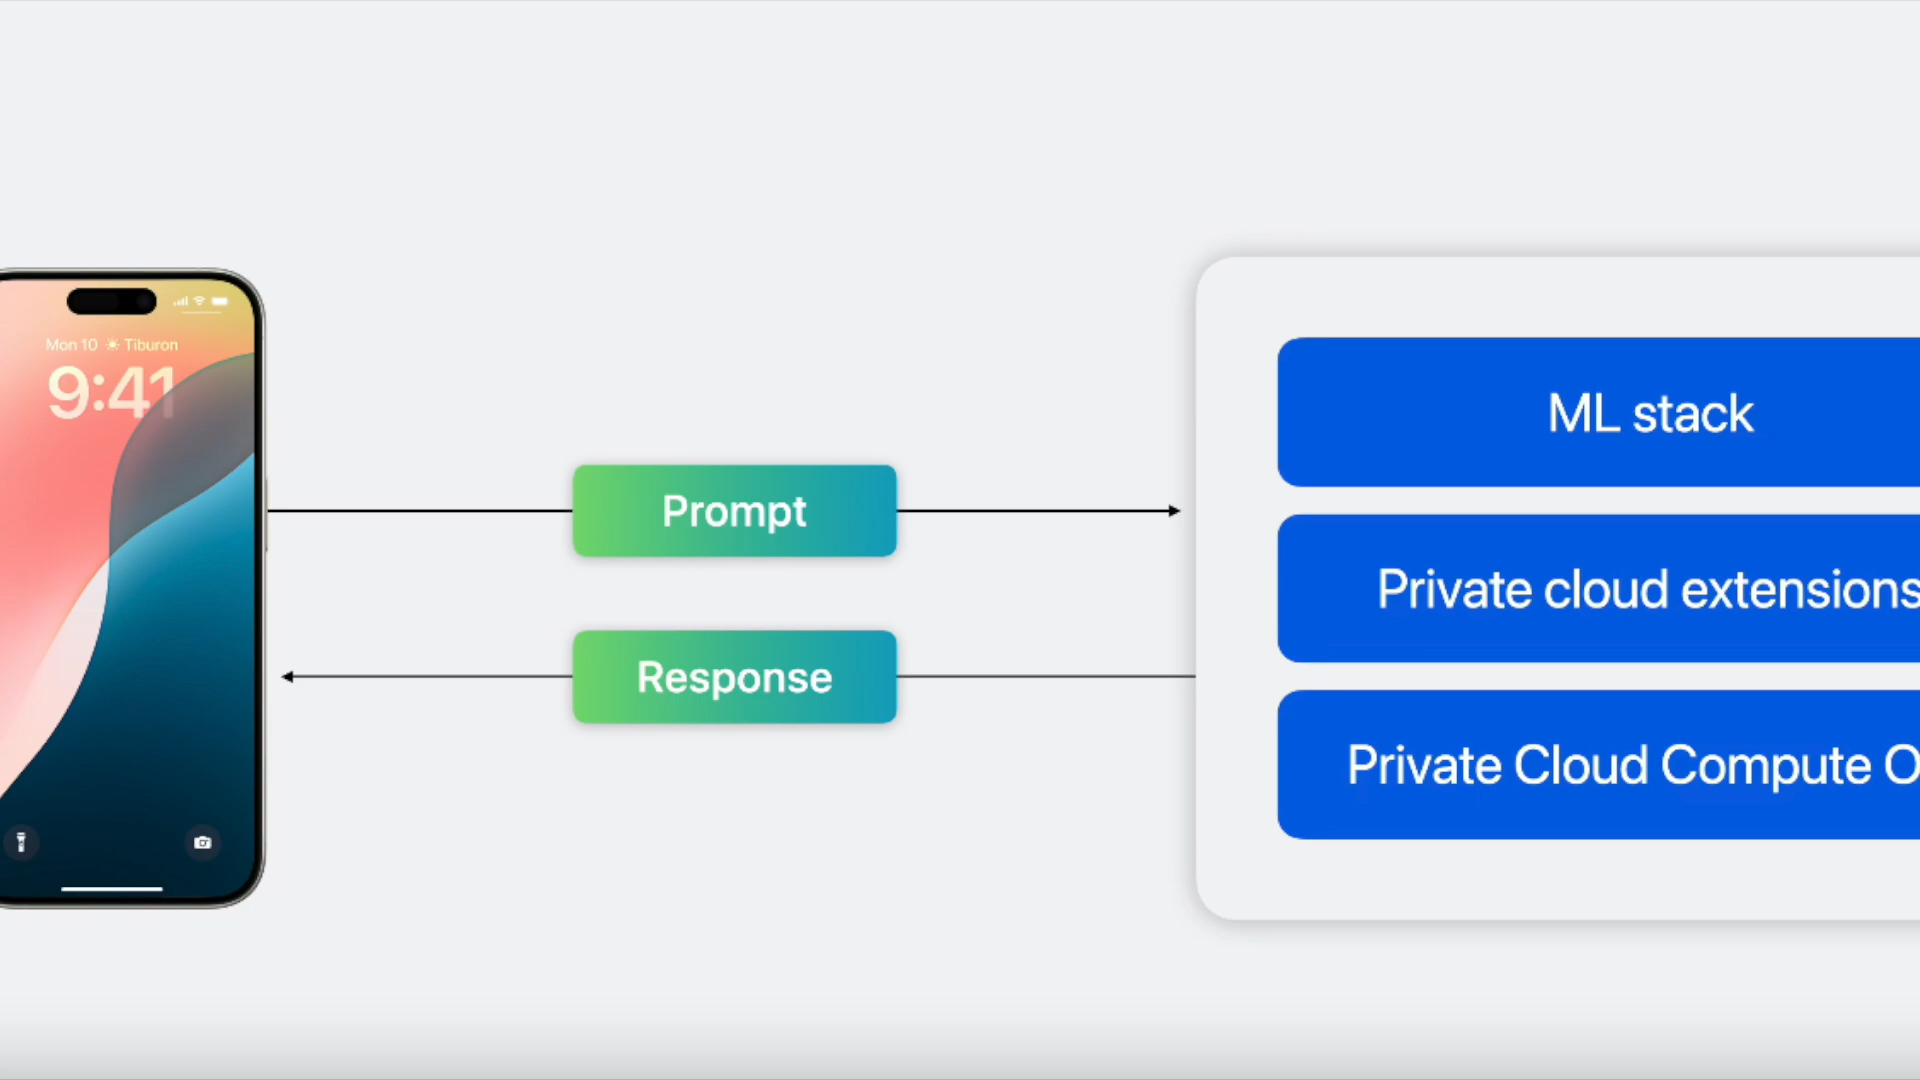 Mon 10 Tiburon
9:41
Prompt
Response
ML stack
Private cloud extensions
Private Cloud Compute O